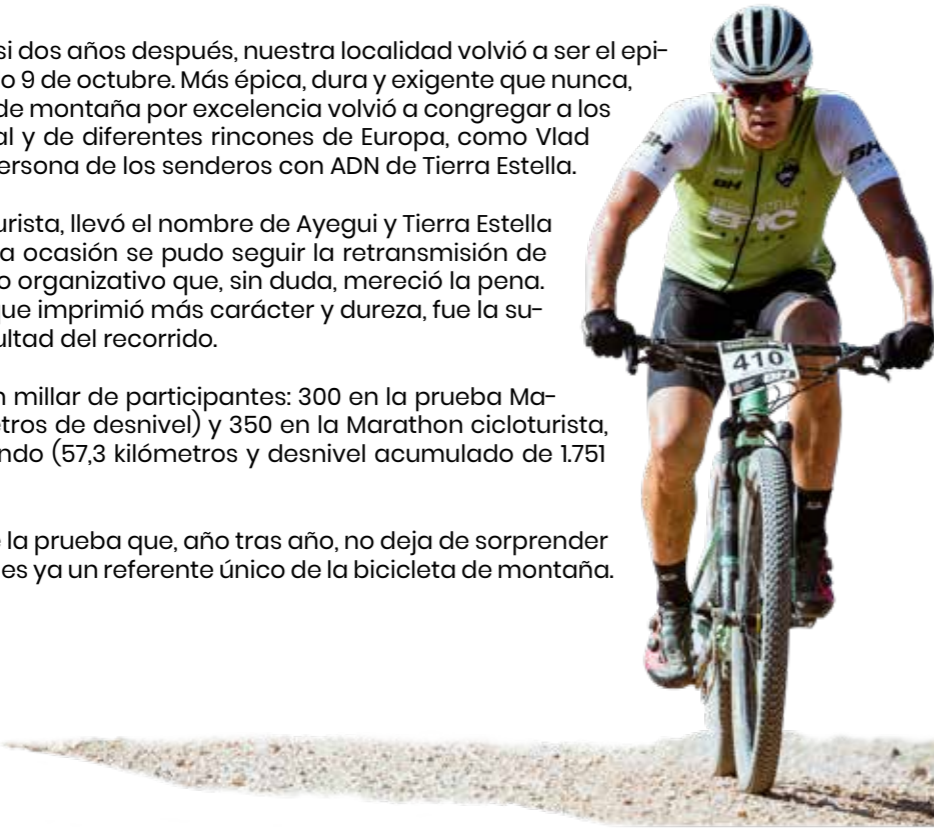 si dos años después, nuestra localidad volvió a ser el epi-
o 9 de octubre. Más épica, dura y exigente que nunca,
de montaña por excelencia volvió a congregar a los
al y de diferentes rincones de Europa, como Vlad
ersona de los senderos con ADN de Tierra Estella.
urista, llevó el nombre de Ayegui y Tierra Estella
a ocasión se pudo seguir la retransmisión de
o organizativo que, sin duda, mereció la pena.
ue imprimió más carácter y dureza, fue la su-
ultad del recorrido.
n millar de participantes: 300 en la prueba Ma-
tros de desnivel) y 350 en la Marathon cicloturista,
ndo (57,3 kilómetros y desnivel acumulado de 1.751
e la prueba que, año tras año, no deja de sorprender
es ya un referente único de la bicicleta de montaña.
BH
BH
BH
TIERRA ESTELLA
EPIC
410